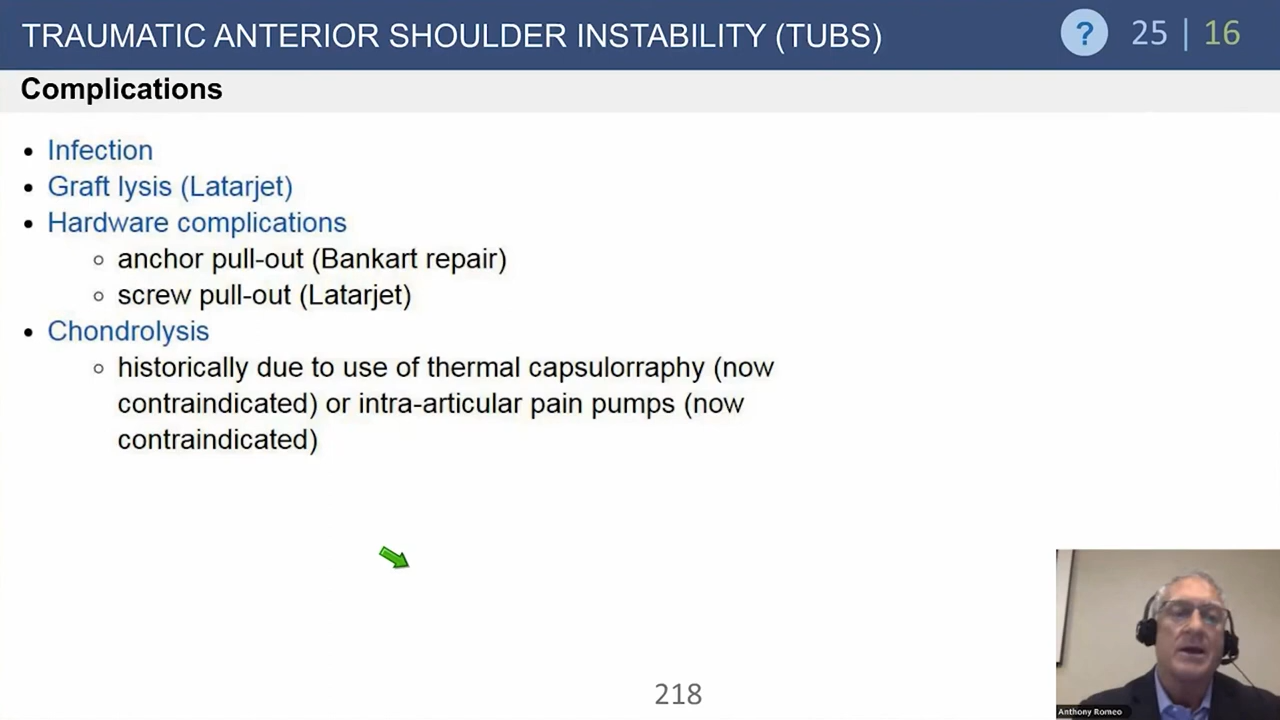 TRAUMATIC ANTERIOR SHOULDER INSTABILITY (TUBS)
? 25 | 16
Complications
• Infection
• Graft lysis (Latarjet)
• Hardware complications
○ anchor pull-out (Bankart repair)
○ screw pull-out (Latarjet)
• Chondrolysis
○ historically due to use of thermal capsulorraphy (now
contraindicated) or intra-articular pain pumps (now
contraindicated)
218
Anthony Romeo